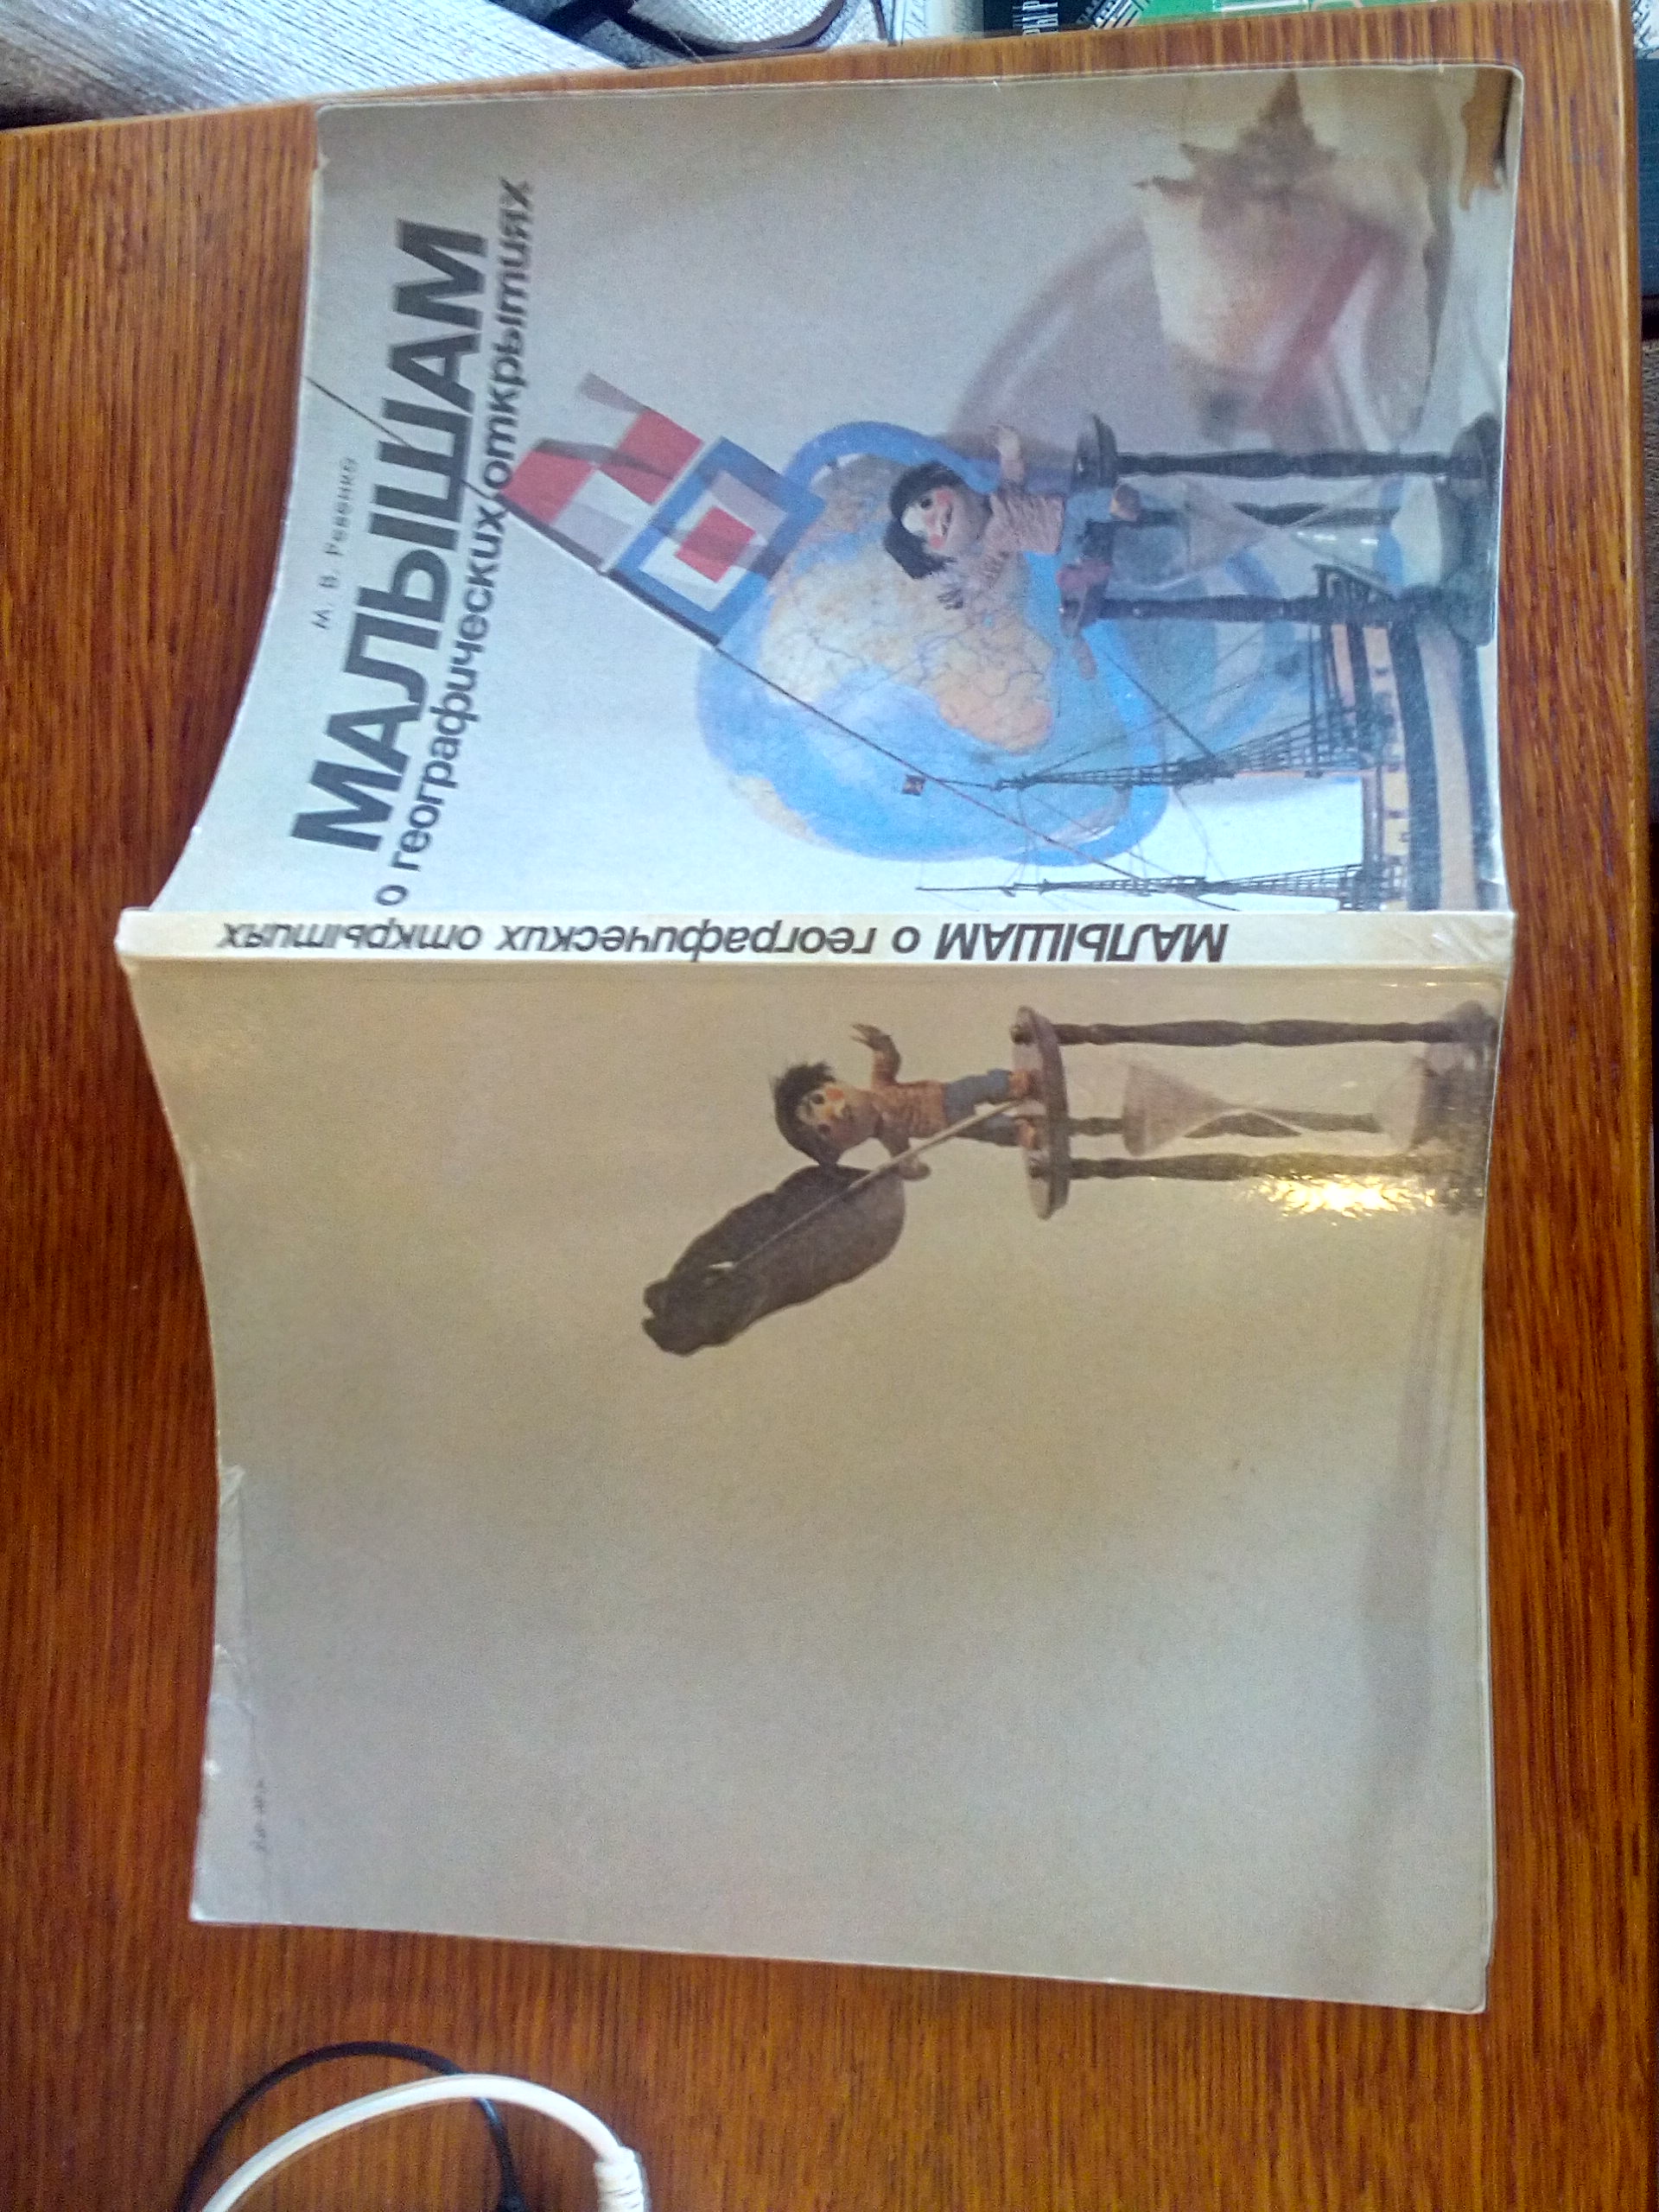 М. В. Ревенко
МАЛЫШАМ
о географических открытиях
МАЛЫШАМ о географических открытиях